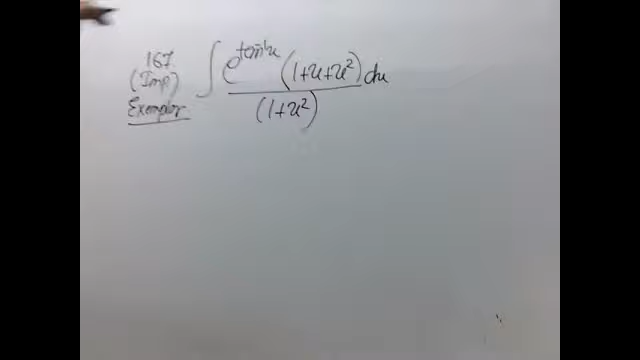 167
(Imp)
Exemplar
∫ e^{tan⁻¹x} (1+x+x²) dx
(1+x²)